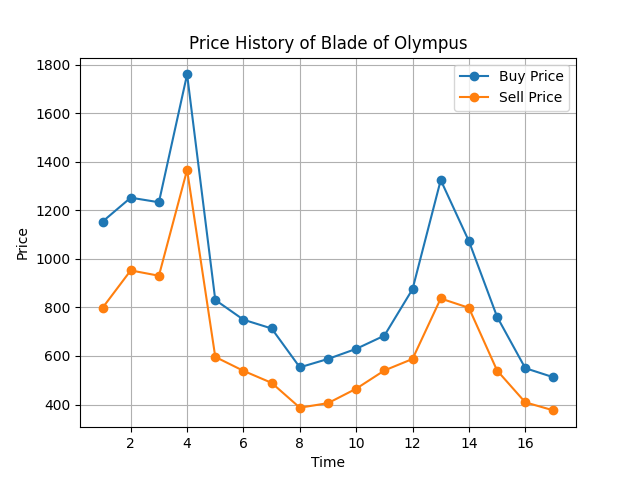 Price History of Blade of Olympus
Buy Price
Sell Price
1800
1600
1400
1200
1000
800
600
400
Price
2 4 6 8 10 12 14 16
Time